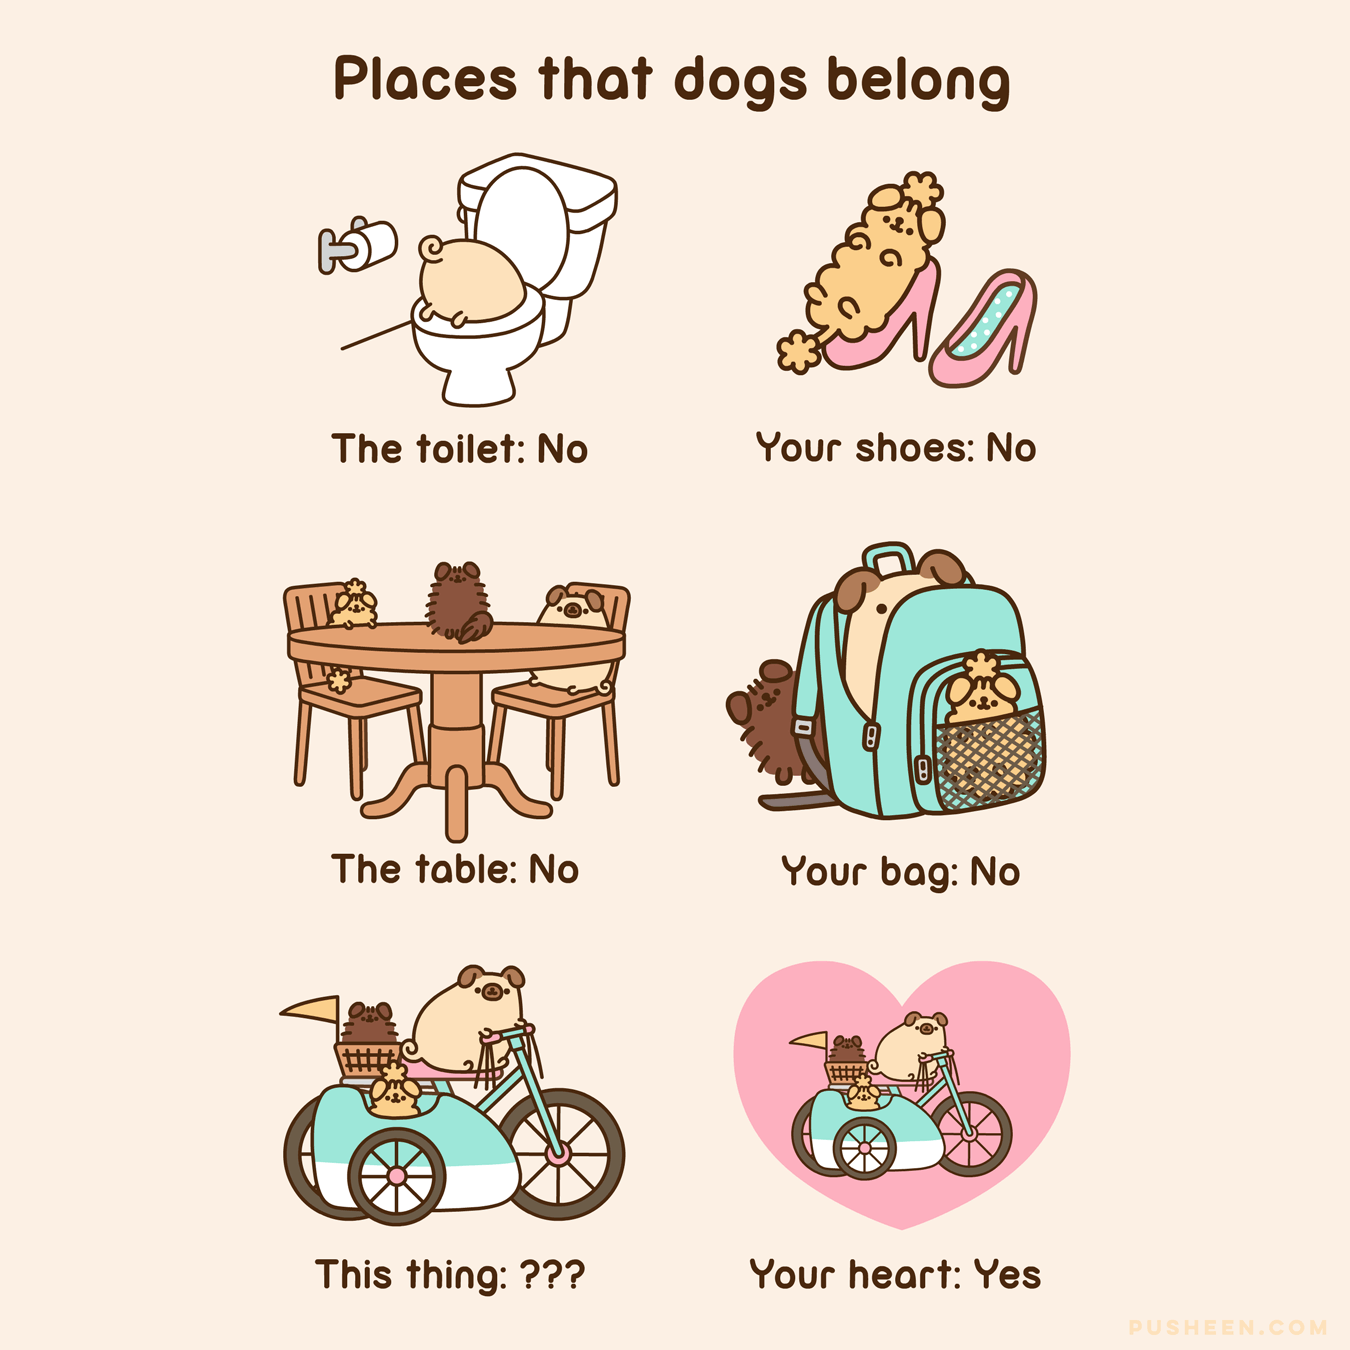 Places that dogs belong
The toilet: No
Your shoes: No
The table: No
Your bag: No
This thing: ???
Your heart: Yes
PUSHEEN.COM